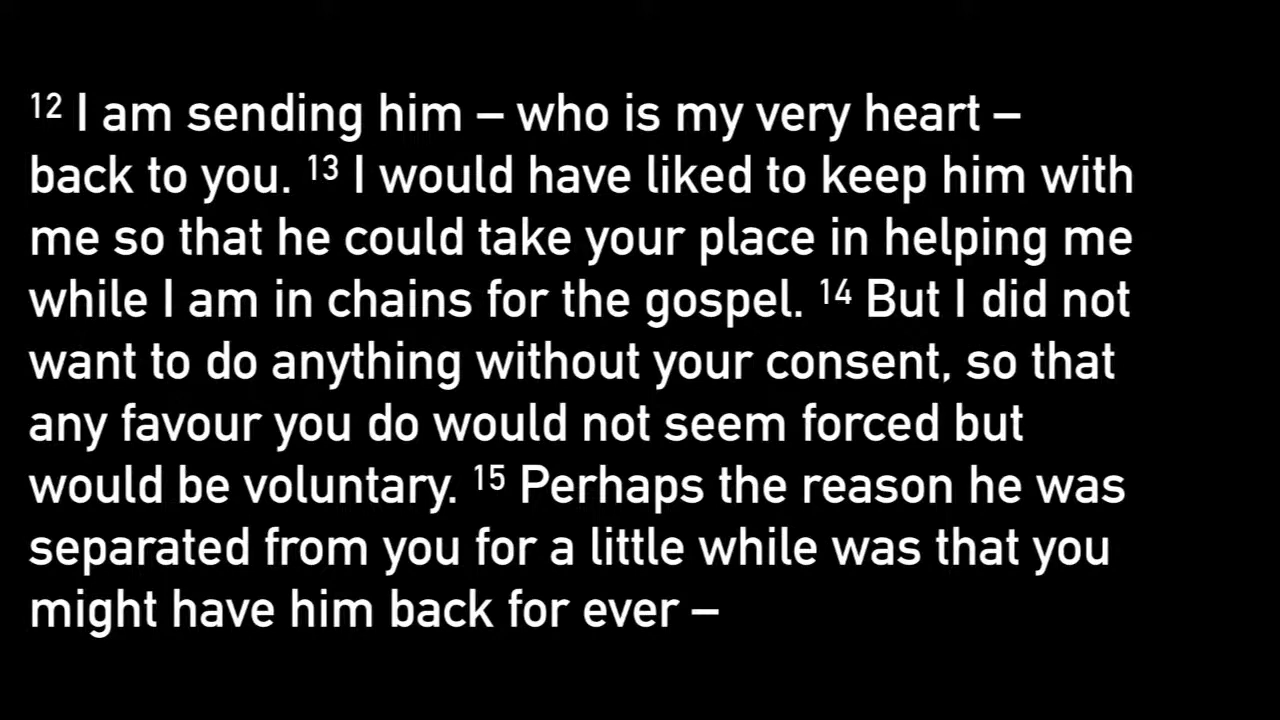 12 I am sending him – who is my very heart –
back to you. 13 I would have liked to keep him with
me so that he could take your place in helping me
while I am in chains for the gospel. 14 But I did not
want to do anything without your consent, so that
any favour you do would not seem forced but
would be voluntary. 15 Perhaps the reason he was
separated from you for a little while was that you
might have him back for ever –